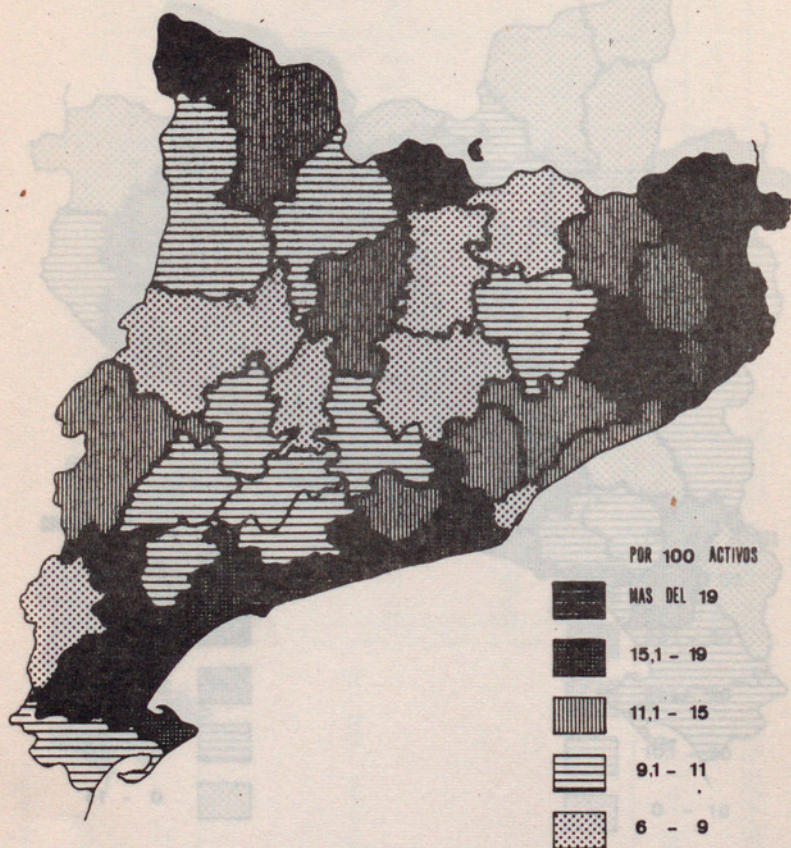 POR 100 ACTIVOS
MAS DEL 19
15,1 - 19
11,1 - 15
9,1 - 11
6 - 9